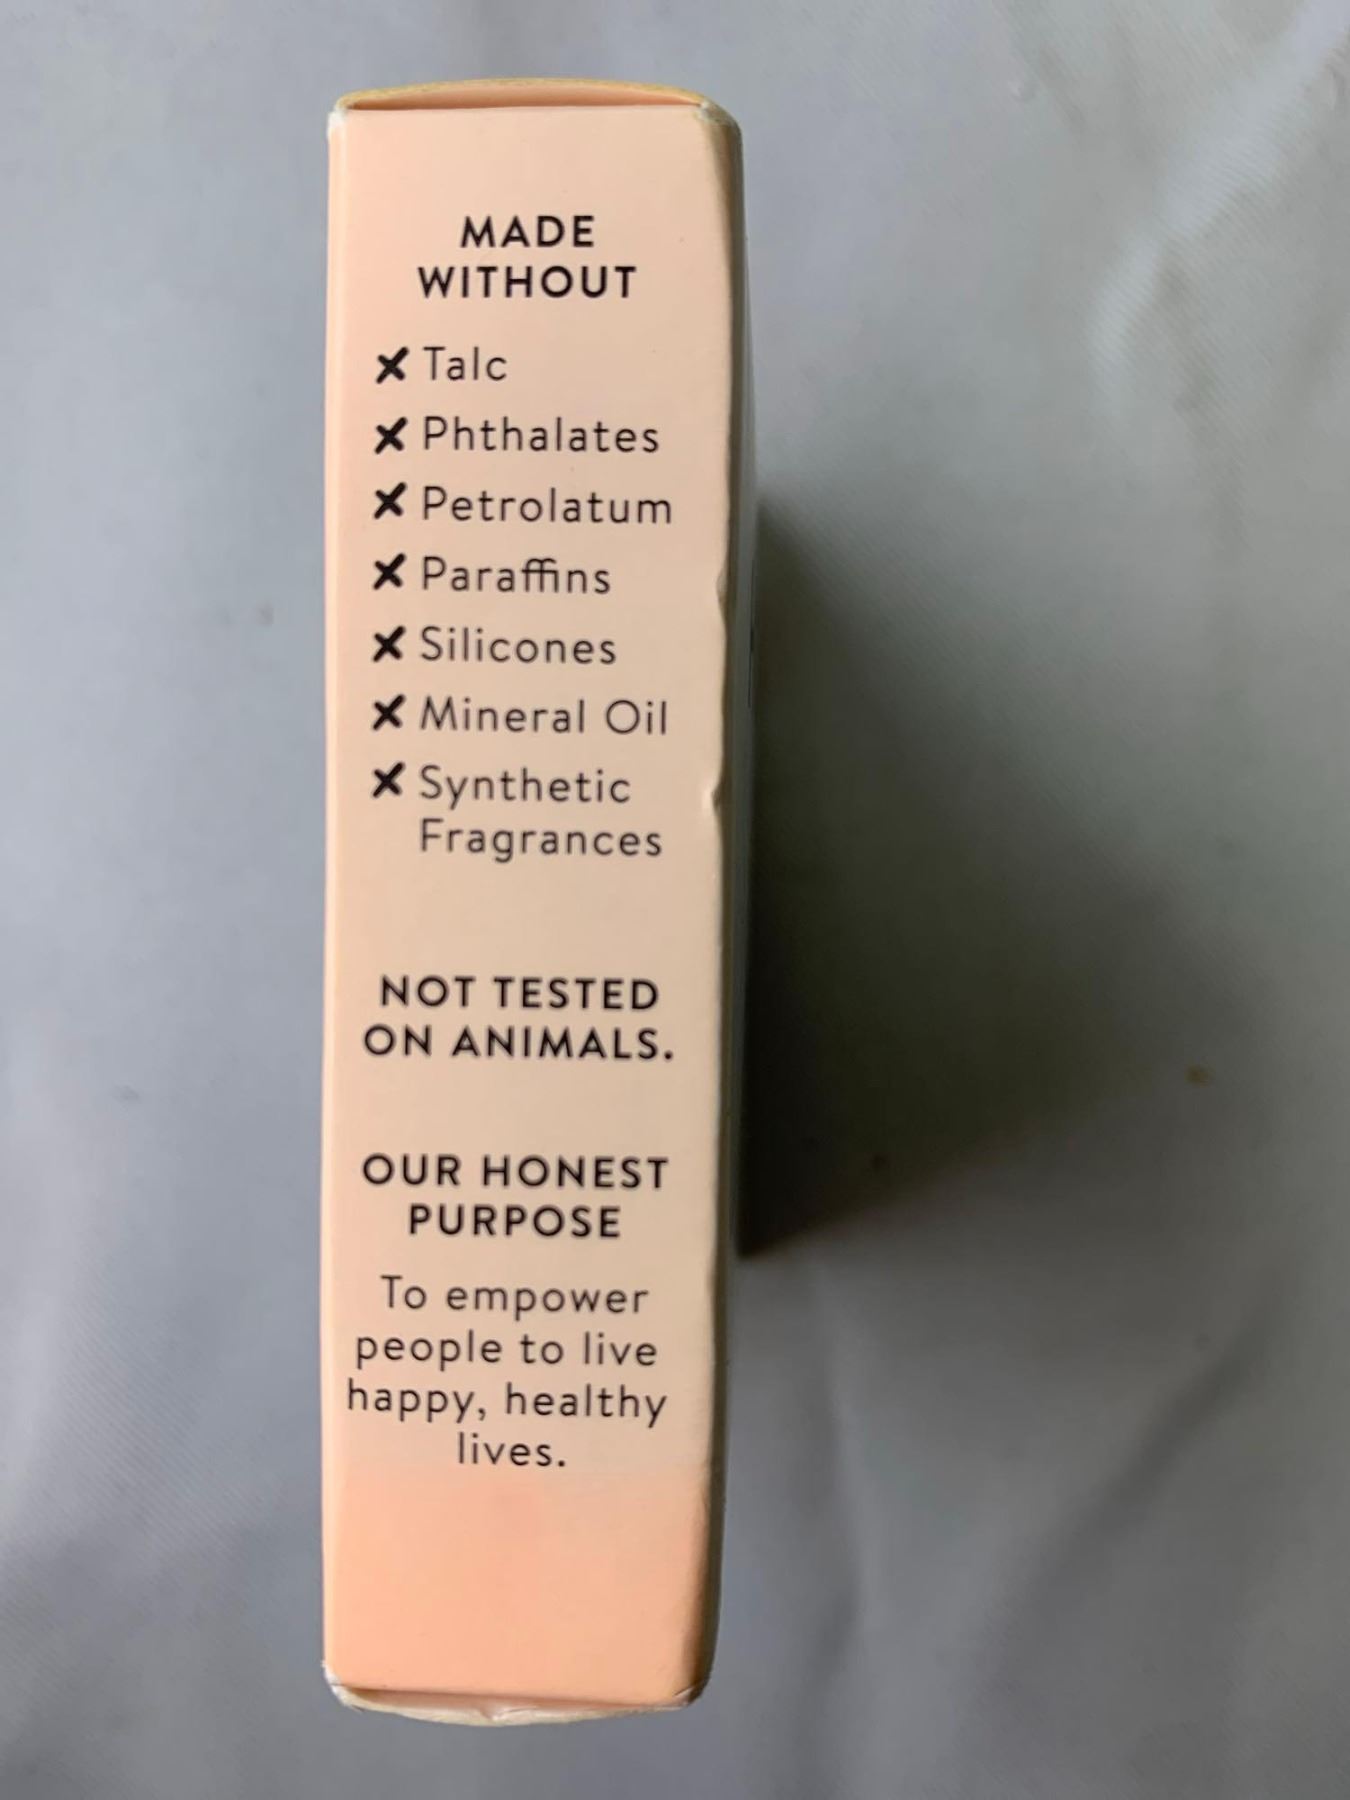 MADE
WITHOUT
✗ Talc
✗ Phthalates
✗ Petrolatum
✗ Paraffins
✗ Silicones
✗ Mineral Oil
✗ Synthetic
Fragrances
NOT TESTED
ON ANIMALS.
OUR HONEST
PURPOSE
To empower
people to live
happy, healthy
lives.